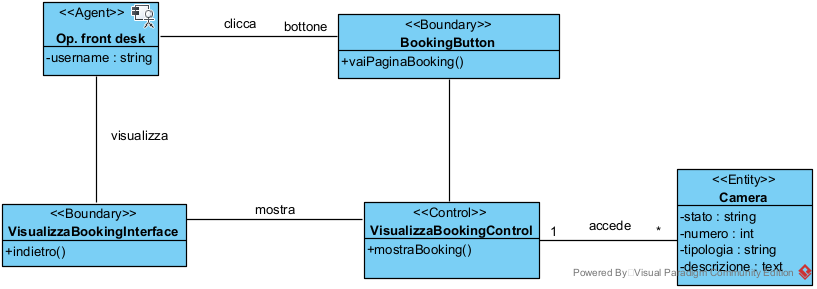 <<Agent>>
Op. front desk
-username : string
clicca
bottone
<<Boundary>>
BookingButton
+vaiPaginaBooking()
visualizza
<<Boundary>>
VisualizzaBookingInterface
+indietro()
mostra
<<Control>>
VisualizzaBookingControl
+mostraBooking()
1
accede
*
<<Entity>>
Camera
-stato : string
-numero : int
-tipologia : string
-descrizione : text
Powered By Visual Paradigm Community Edition